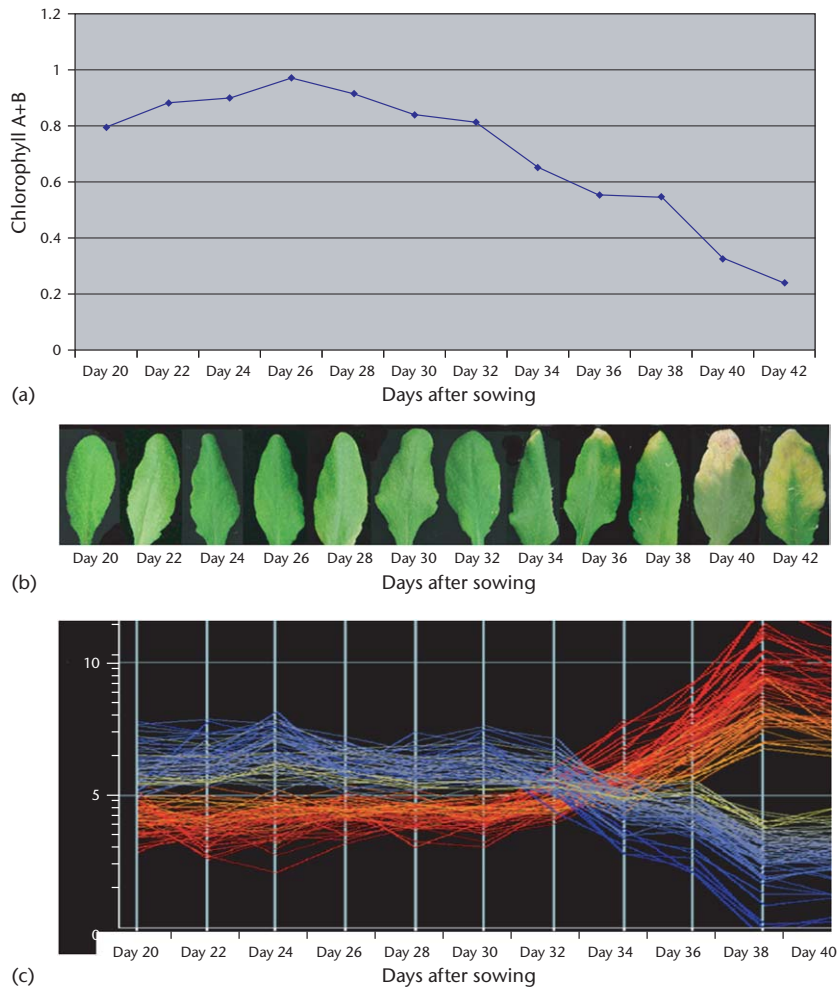 1.2
1
0.8
0.6
0.4
0.2
0
Chlorophyll A+B
Day 20 Day 22 Day 24 Day 26 Day 28 Day 30 Day 32 Day 34 Day 36 Day 38 Day 40 Day 42
(a) Days after sowing
Day 20 Day 22 Day 24 Day 26 Day 28 Day 30 Day 32 Day 34 Day 36 Day 38 Day 40 Day 42
(b) Days after sowing
10
5
0
Day 20 Day 22 Day 24 Day 26 Day 28 Day 30 Day 32 Day 34 Day 36 Day 38 Day 40
(c) Days after sowing